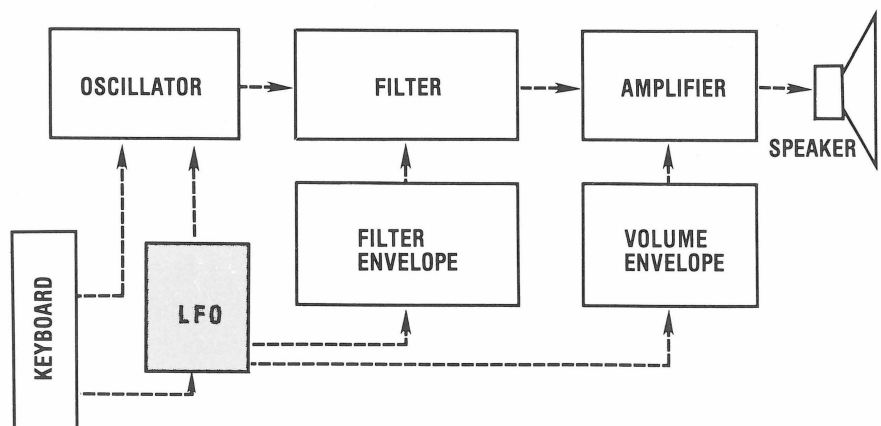 OSCILLATOR
FILTER
AMPLIFIER
SPEAKER
KEYBOARD
LFO
FILTER
ENVELOPE
VOLUME
ENVELOPE